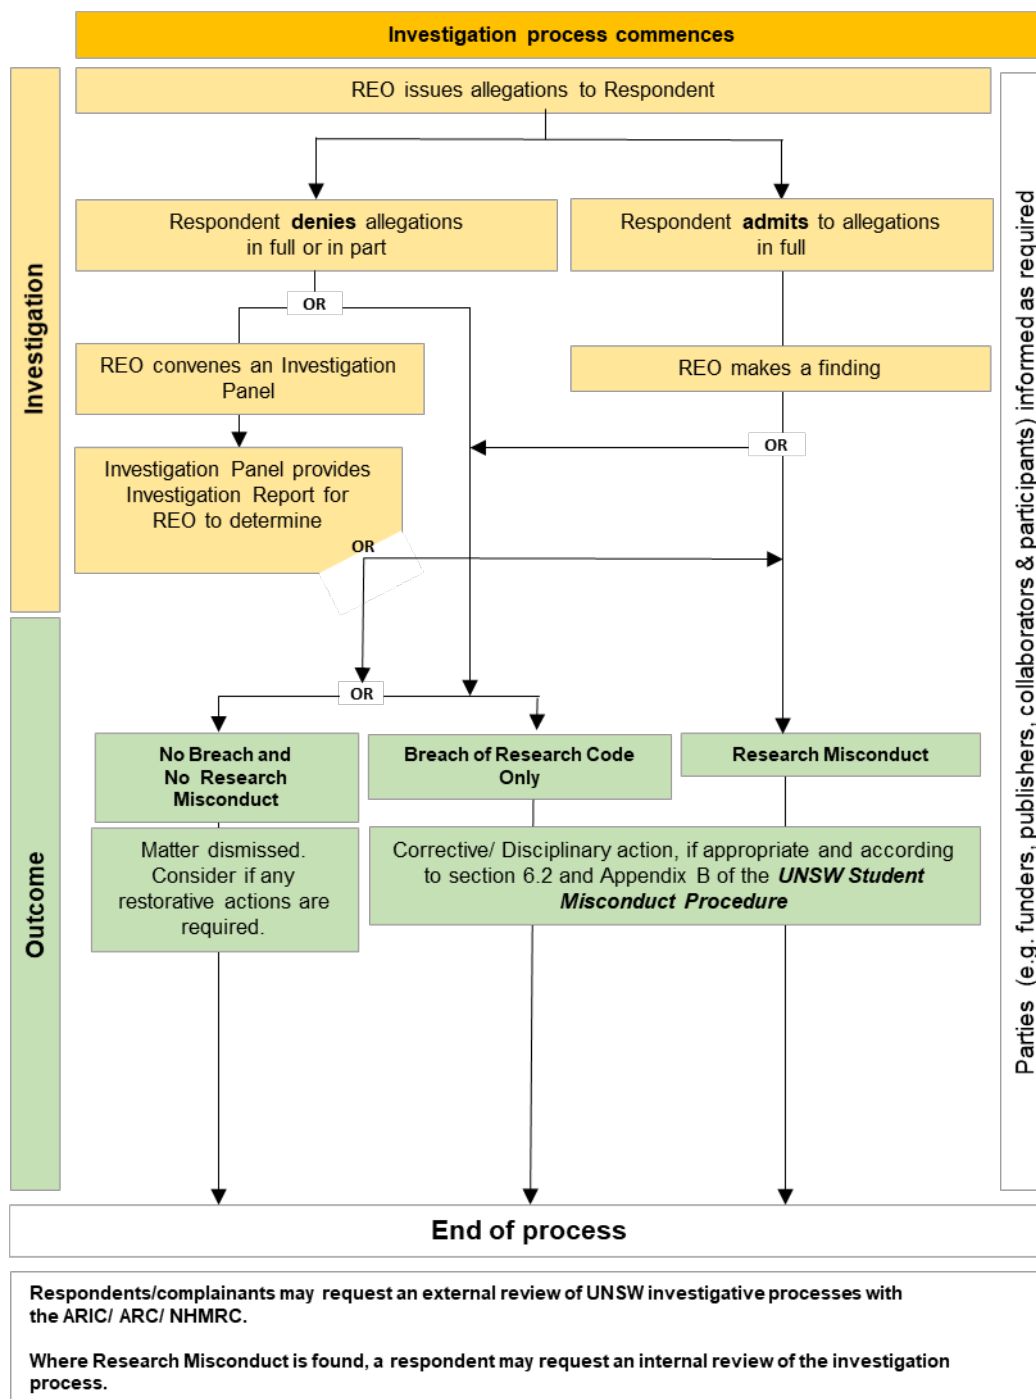 Investigation process commences
REO issues allegations to Respondent
Investigation
Respondent denies allegations
in full or in part
Respondent admits to allegations
in full
OR
REO convenes an Investigation
Panel
REO makes a finding
OR
Investigation Panel provides
Investigation Report for
REO to determine
OR
Outcome
OR
No Breach and
No Research
Misconduct
Breach of Research Code
Only
Research Misconduct
Matter dismissed.
Consider if any
restorative actions are
required.
Corrective/ Disciplinary action, if appropriate and according
to section 6.2 and Appendix B of the UNSW Student
Misconduct Procedure
Parties (e.g. funders, publishers, collaborators & participants) informed as required
End of process
Respondents/complainants may request an external review of UNSW investigative processes with
the ARIC/ ARC/ NHMRC.
Where Research Misconduct is found, a respondent may request an internal review of the investigation
process.